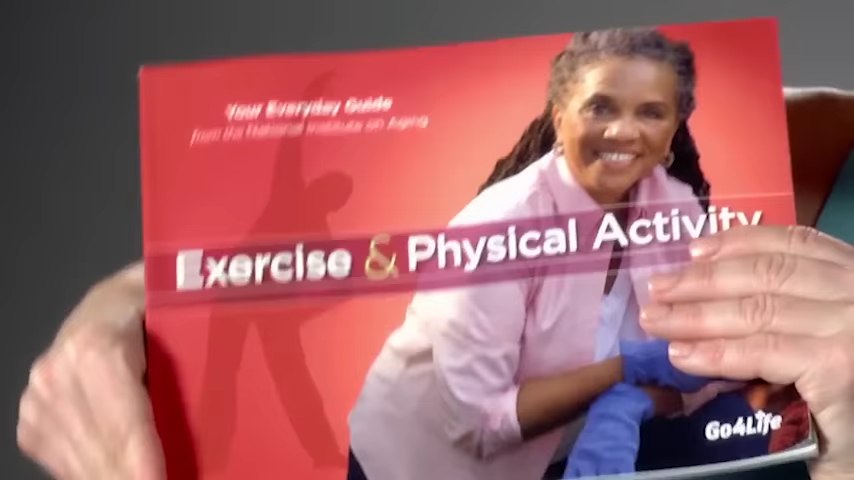 Your Everyday Guide
from the National Institute on Aging
Exercise & Physical Activity
Go4Life